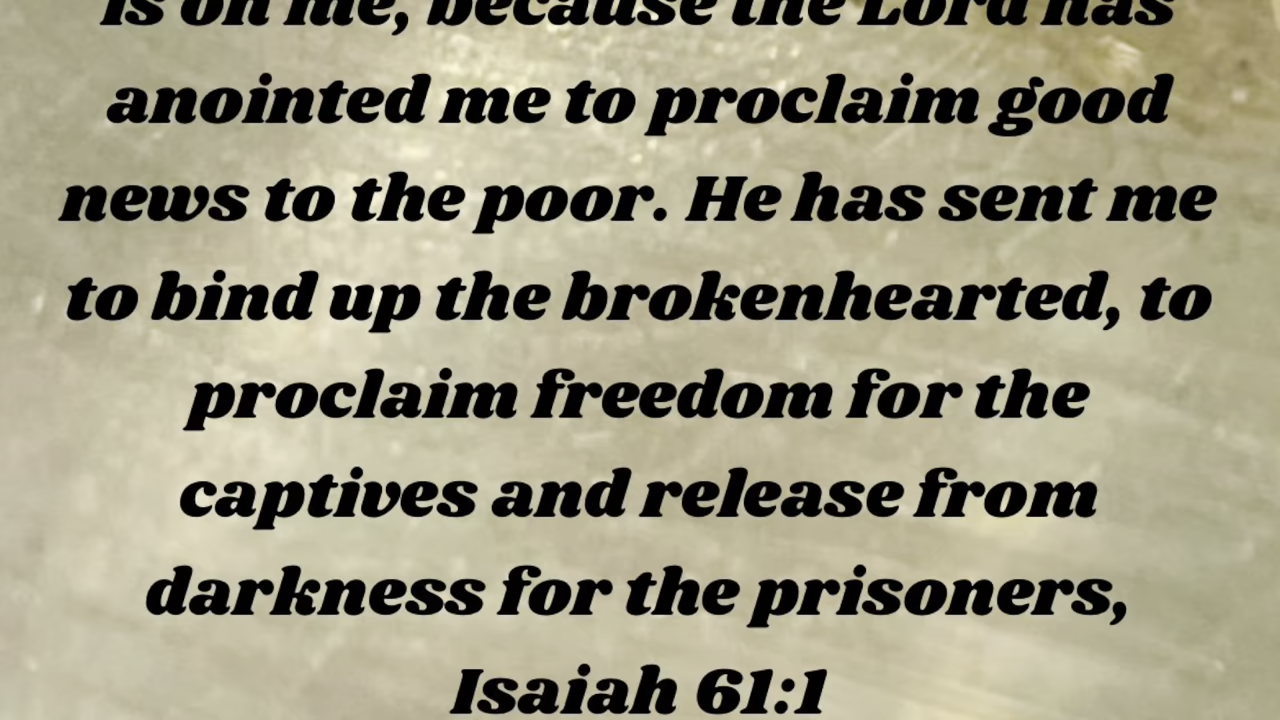 is on me, because the Lord has
anointed me to proclaim good
news to the poor. He has sent me
to bind up the brokenhearted, to
proclaim freedom for the
captives and release from
darkness for the prisoners,
Isaiah 61:1